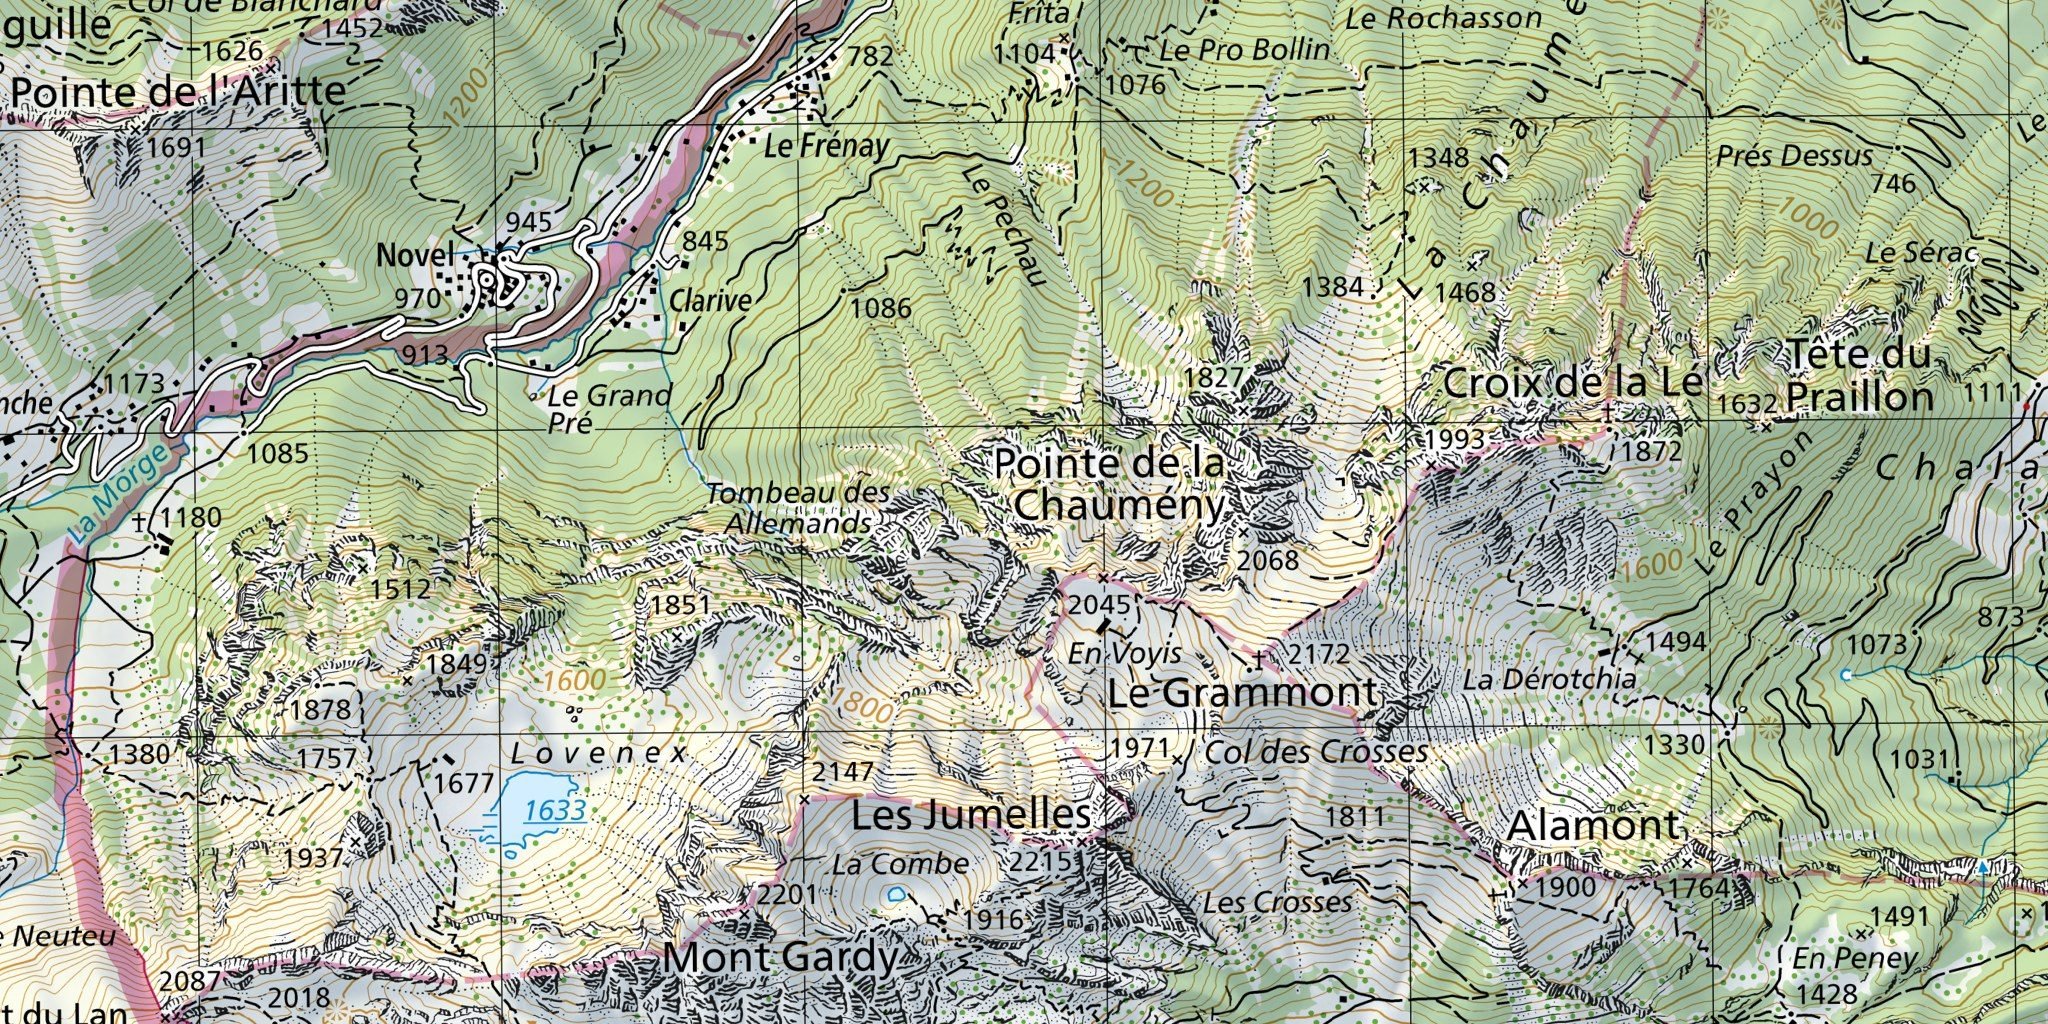 Col de Blanchard
guille
1452
1626
Pointe de l'Aritte
1691
1200
782
Frîta
1104
1076
Le Pro Bollin
Le Rochasson
La Chaume
Le Frénay
Le Pechau
1200
1348
Prés Dessus
746
1000
Le Sérac
945
Novel
970
845
Clarive
1086
1384
1468
913
1173
nche
Le Grand
Pré
1827
Croix de la Lé
1632
Tête du
Praillon
1111
1085
La Morge
1180
1993
1872
Pointe de la
Chaumény
Le Prayon
Chala
Tombeau des
Allemands
2068
1512
1600
1851
2045
873
1073
1494
En Voyis
2172
1849
1600
Le Grammont
La Dérotchia
1878
1800
1380
1757
Lovenex
1971
Col des Crosses
1330
1031
1677
2147
1633
Les Jumelles
1811
Alamont
1937
La Combe
2215
2201
1916
Les Crosses
1900
1764
1491
Neuteu
Mont Gardy
En Peney
2087
2018
1428
t du Lan